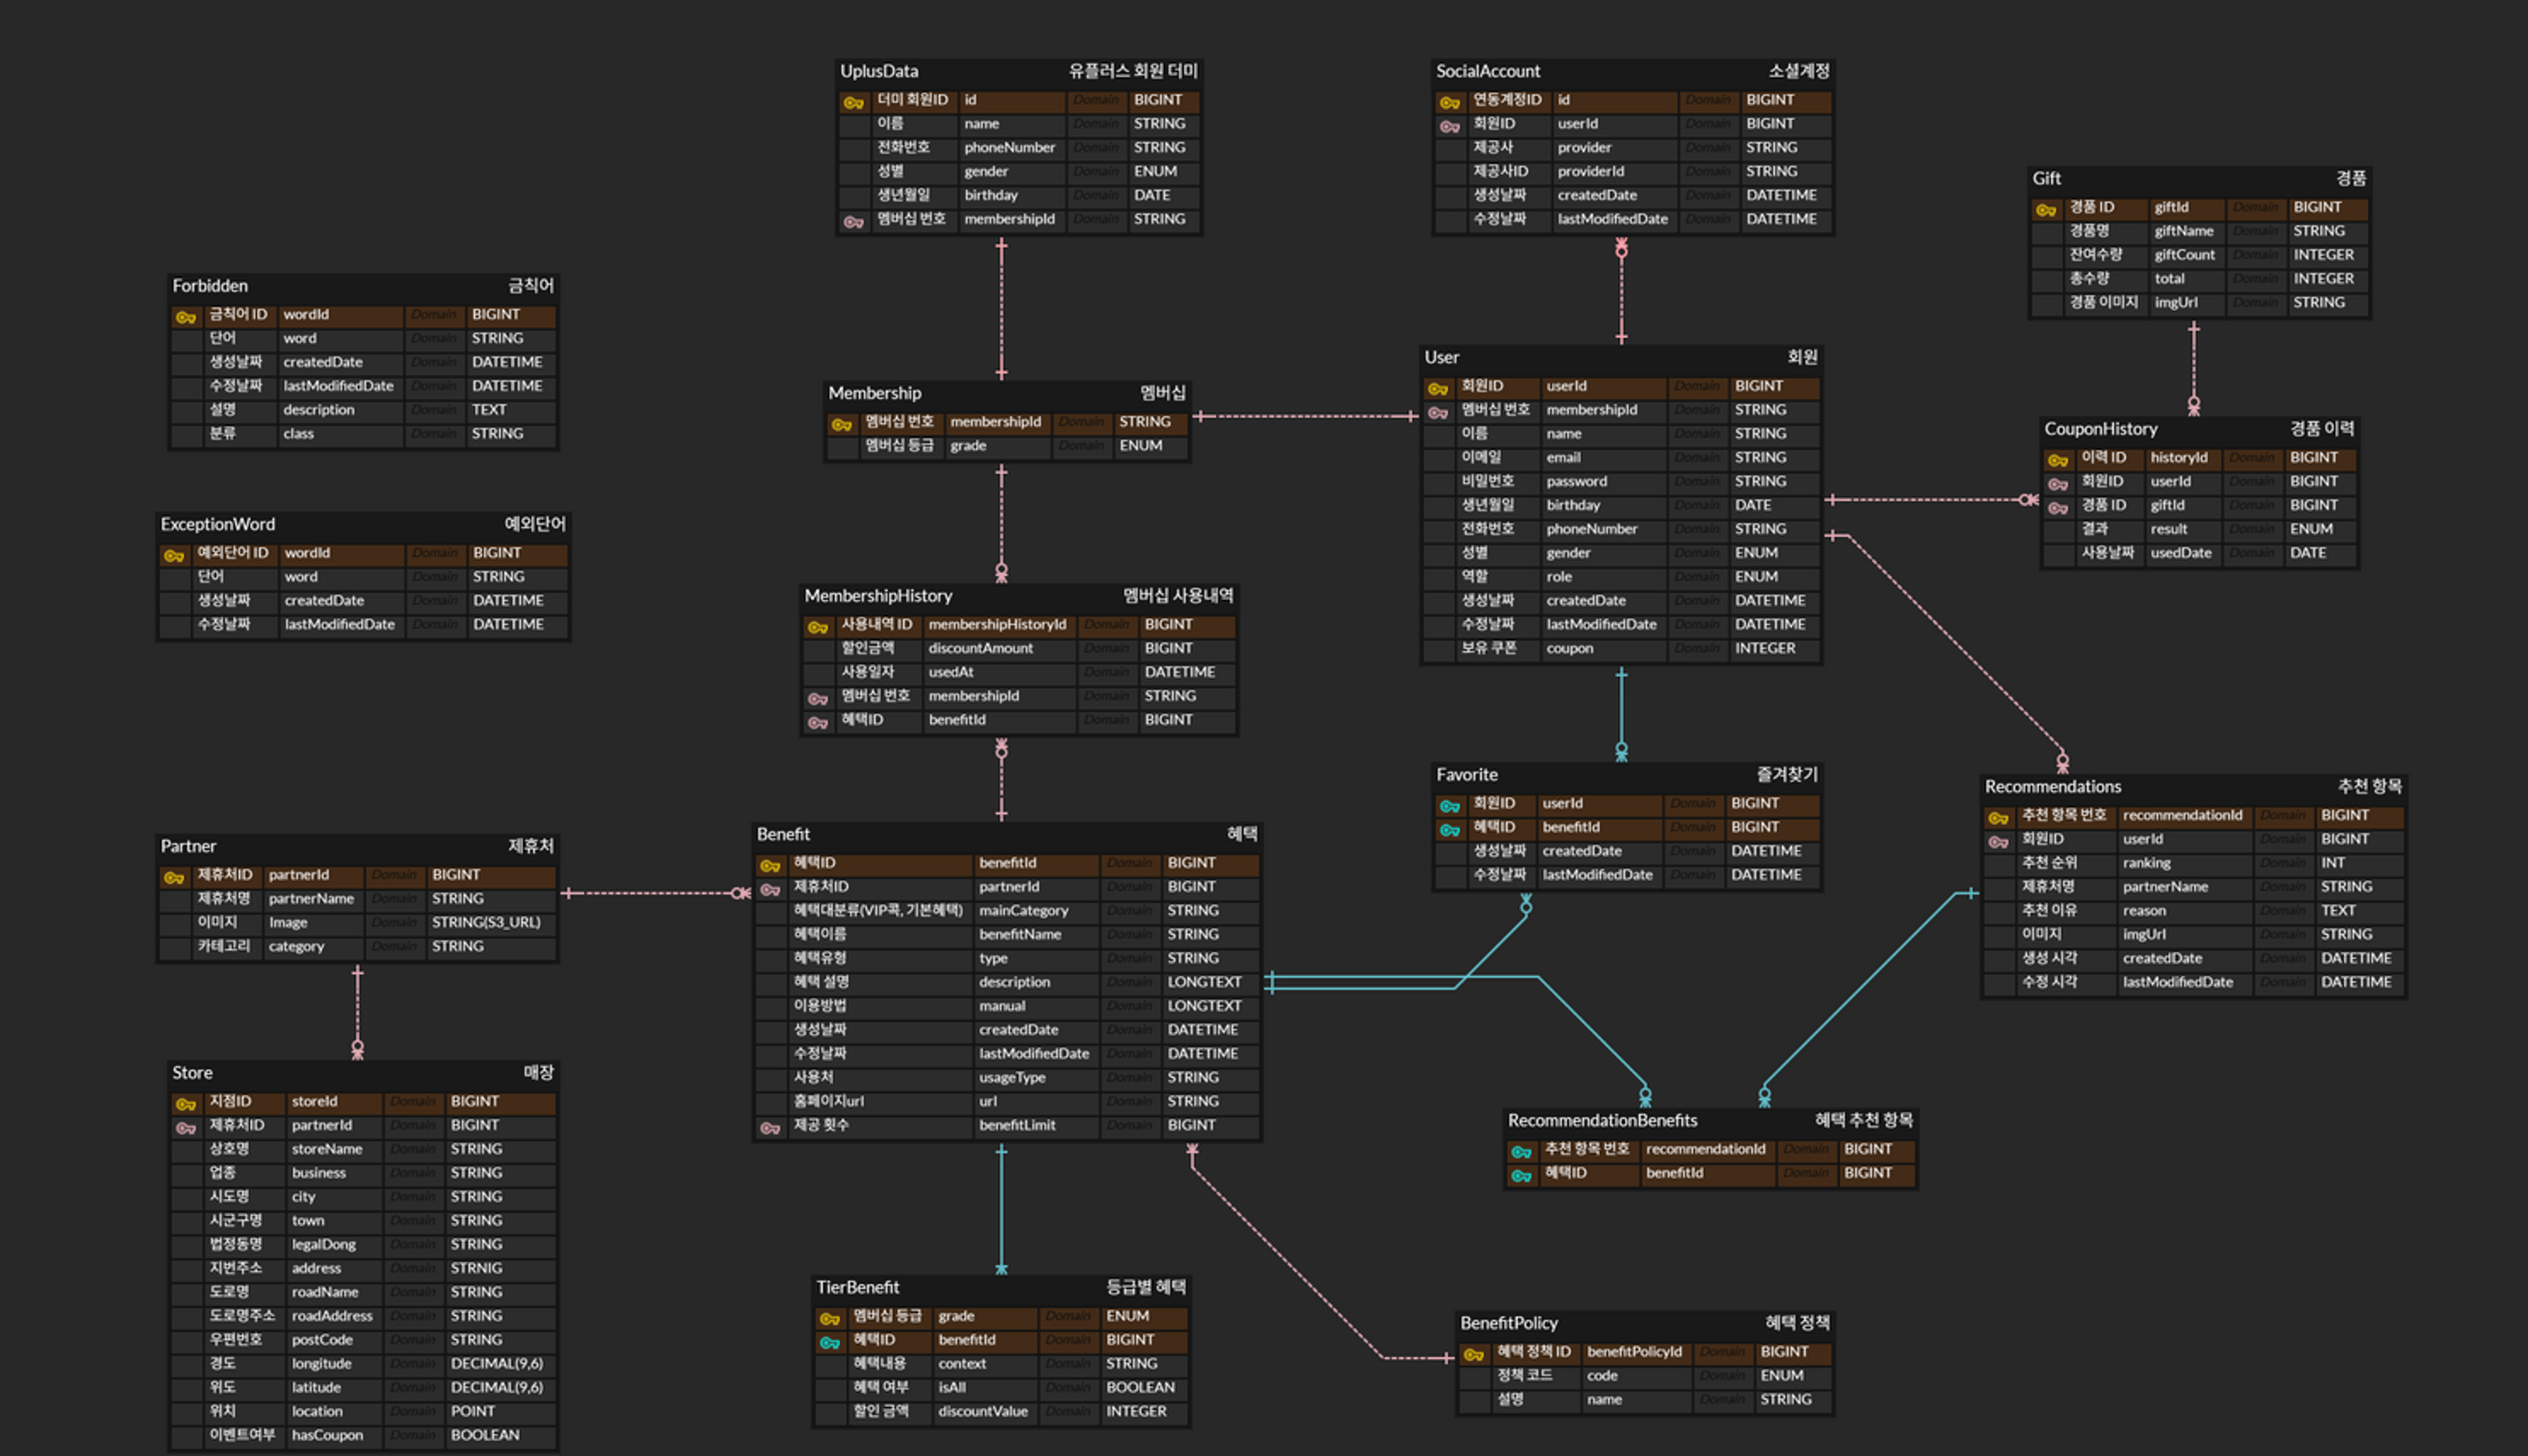 UplusData 유플러스 회원 더미
더미 회원ID id Domain BIGINT
이름 name Domain STRING
전화번호 phoneNumber Domain STRING
성별 gender Domain ENUM
생년월일 birthday Domain DATE
멤버십 번호 membershipId Domain STRING
SocialAccount 소셜계정
연동계정ID id Domain BIGINT
회원ID userId Domain BIGINT
제공사 provider Domain STRING
제공사ID providerId Domain STRING
생성날짜 createdDate Domain DATETIME
수정날짜 lastModifiedDate Domain DATETIME
Gift 경품
경품 ID giftId Domain BIGINT
경품명 giftName Domain STRING
잔여수량 giftCount Domain INTEGER
총수량 total Domain INTEGER
경품 이미지 imgUrl Domain STRING
Forbidden 금칙어
금칙어 ID wordId Domain BIGINT
단어 word Domain STRING
생성날짜 createdDate Domain DATETIME
수정날짜 lastModifiedDate Domain DATETIME
설명 description Domain TEXT
분류 class Domain STRING
Membership 멤버십
멤버십 번호 membershipId Domain STRING
멤버십 등급 grade Domain ENUM
User 회원
회원ID userId Domain BIGINT
멤버십 번호 membershipId Domain STRING
이름 name Domain STRING
이메일 email Domain STRING
비밀번호 password Domain STRING
생년월일 birthday Domain DATE
전화번호 phoneNumber Domain STRING
성별 gender Domain ENUM
역할 role Domain ENUM
생성날짜 createdDate Domain DATETIME
수정날짜 lastModifiedDate Domain DATETIME
보유 쿠폰 coupon Domain INTEGER
CouponHistory 경품 이력
이력 ID historyId Domain BIGINT
회원ID userId Domain BIGINT
경품 ID giftId Domain BIGINT
결과 result Domain ENUM
사용날짜 usedDate Domain DATE
ExceptionWord 예외단어
예외단어 ID wordId Domain BIGINT
단어 word Domain STRING
생성날짜 createdDate Domain DATETIME
수정날짜 lastModifiedDate Domain DATETIME
MembershipHistory 멤버십 사용내역
사용내역 ID membershipHistoryId Domain BIGINT
할인금액 discountAmount Domain BIGINT
사용일자 usedAt Domain DATETIME
멤버십 번호 membershipId Domain STRING
혜택ID benefitId Domain BIGINT
Favorite 즐겨찾기
회원ID userId Domain BIGINT
혜택ID benefitId Domain BIGINT
생성날짜 createdDate Domain DATETIME
수정날짜 lastModifiedDate Domain DATETIME
Recommendations 추천 항목
추천 항목 번호 recommendationId Domain BIGINT
회원ID userId Domain BIGINT
추천 순위 ranking Domain INT
제휴처명 partnerName Domain STRING
추천 이유 reason Domain TEXT
이미지 imgUrl Domain STRING
생성 시각 createdDate Domain DATETIME
수정 시각 lastModifiedDate Domain DATETIME
Partner 제휴처
제휴처ID partnerId Domain BIGINT
제휴처명 partnerName Domain STRING
이미지 Image Domain STRING(S3_URL)
카테고리 category Domain STRING
Benefit 혜택
혜택ID benefitId Domain BIGINT
제휴처ID partnerId Domain BIGINT
혜택대분류(VIP콕, 기본혜택) mainCategory Domain STRING
혜택이름 benefitName Domain STRING
혜택유형 type Domain STRING
혜택 설명 description Domain LONGTEXT
이용방법 manual Domain LONGTEXT
생성날짜 createdDate Domain DATETIME
수정날짜 lastModifiedDate Domain DATETIME
사용처 usageType Domain STRING
홈페이지url url Domain STRING
제공 횟수 benefitLimit Domain BIGINT
Store 매장
지점ID storeId Domain BIGINT
제휴처ID partnerId Domain BIGINT
상호명 storeName Domain STRING
업종 business Domain STRING
시도명 city Domain STRING
시군구명 town Domain STRING
법정동명 legalDong Domain STRING
지번주소 address Domain STRNIG
도로명 roadName Domain STRING
도로명주소 roadAddress Domain STRING
우편번호 postCode Domain STRING
경도 longitude Domain DECIMAL(9,6)
위도 latitude Domain DECIMAL(9,6)
위치 location Domain POINT
이벤트여부 hasCoupon Domain BOOLEAN
RecommendationBenefits 혜택 추천 항목
추천 항목 번호 recommendationId Domain BIGINT
혜택ID benefitId Domain BIGINT
TierBenefit 등급별 혜택
멤버십 등급 grade Domain ENUM
혜택ID benefitId Domain BIGINT
혜택내용 context Domain STRING
혜택 여부 isAll Domain BOOLEAN
할인 금액 discountValue Domain INTEGER
BenefitPolicy 혜택 정책
혜택 정책 ID benefitPolicyId Domain BIGINT
정책 코드 code Domain ENUM
설명 name Domain STRING